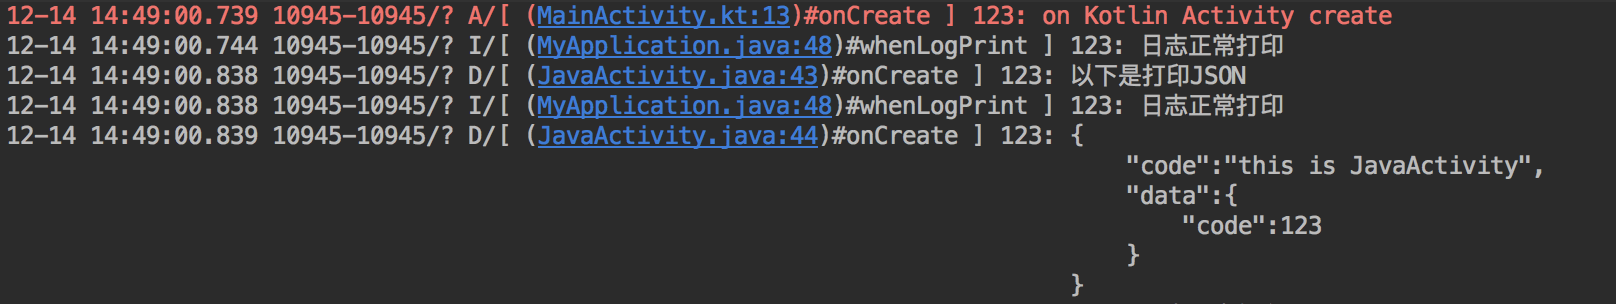 12-14 14:49:00.739 10945-10945/? A/[ (MainActivity.kt:13)#onCreate ] 123: on Kotlin Activity create
12-14 14:49:00.744 10945-10945/? I/[ (MyApplication.java:48)#whenLogPrint ] 123: 日志正常打印
12-14 14:49:00.838 10945-10945/? D/[ (JavaActivity.java:43)#onCreate ] 123: 以下是打印JSON
12-14 14:49:00.838 10945-10945/? I/[ (MyApplication.java:48)#whenLogPrint ] 123: 日志正常打印
12-14 14:49:00.839 10945-10945/? D/[ (JavaActivity.java:44)#onCreate ] 123: {
"code":"this is JavaActivity",
"data":{
"code":123
}
}